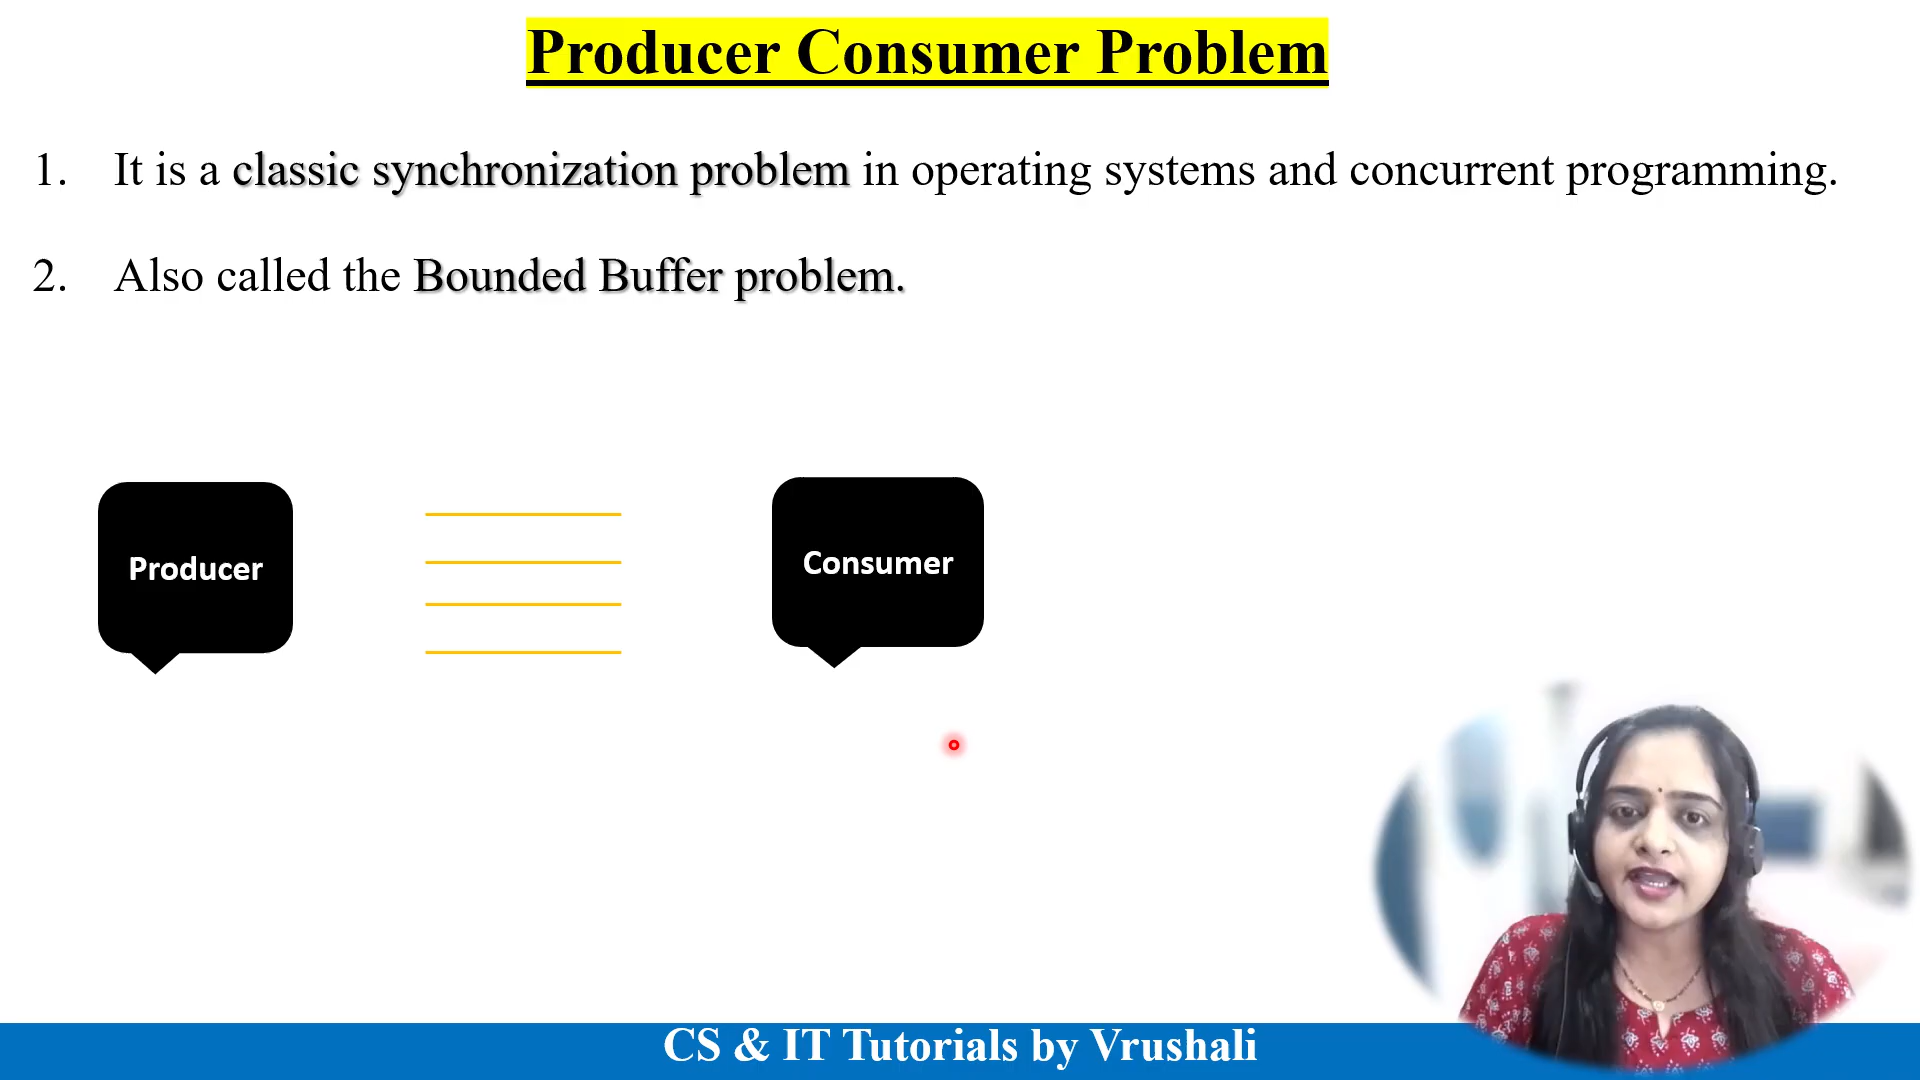 Producer Consumer Problem
1. It is a classic synchronization problem in operating systems and concurrent programming.
2. Also called the Bounded Buffer problem.
Producer
Consumer
CS & IT Tutorials by Vrushali